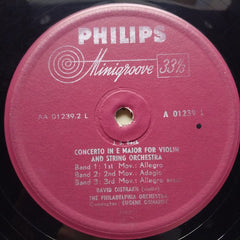 PHILIPS
Minigroove 33⅓
AA 01239.2 L
A 01239 L
CONCERTO IN E MAJOR FOR VIOLIN
AND STRING ORCHESTRA
Band 1: 1st Mov.: Allegro
Band 2: 2nd Mov.: Adagio
Band 3: 3rd Mov.: Allegro
DAVID OISTRAKH (violin)
THE PHILADELPHIA ORCHESTRA
Conductor: EUGENE ORMANDY